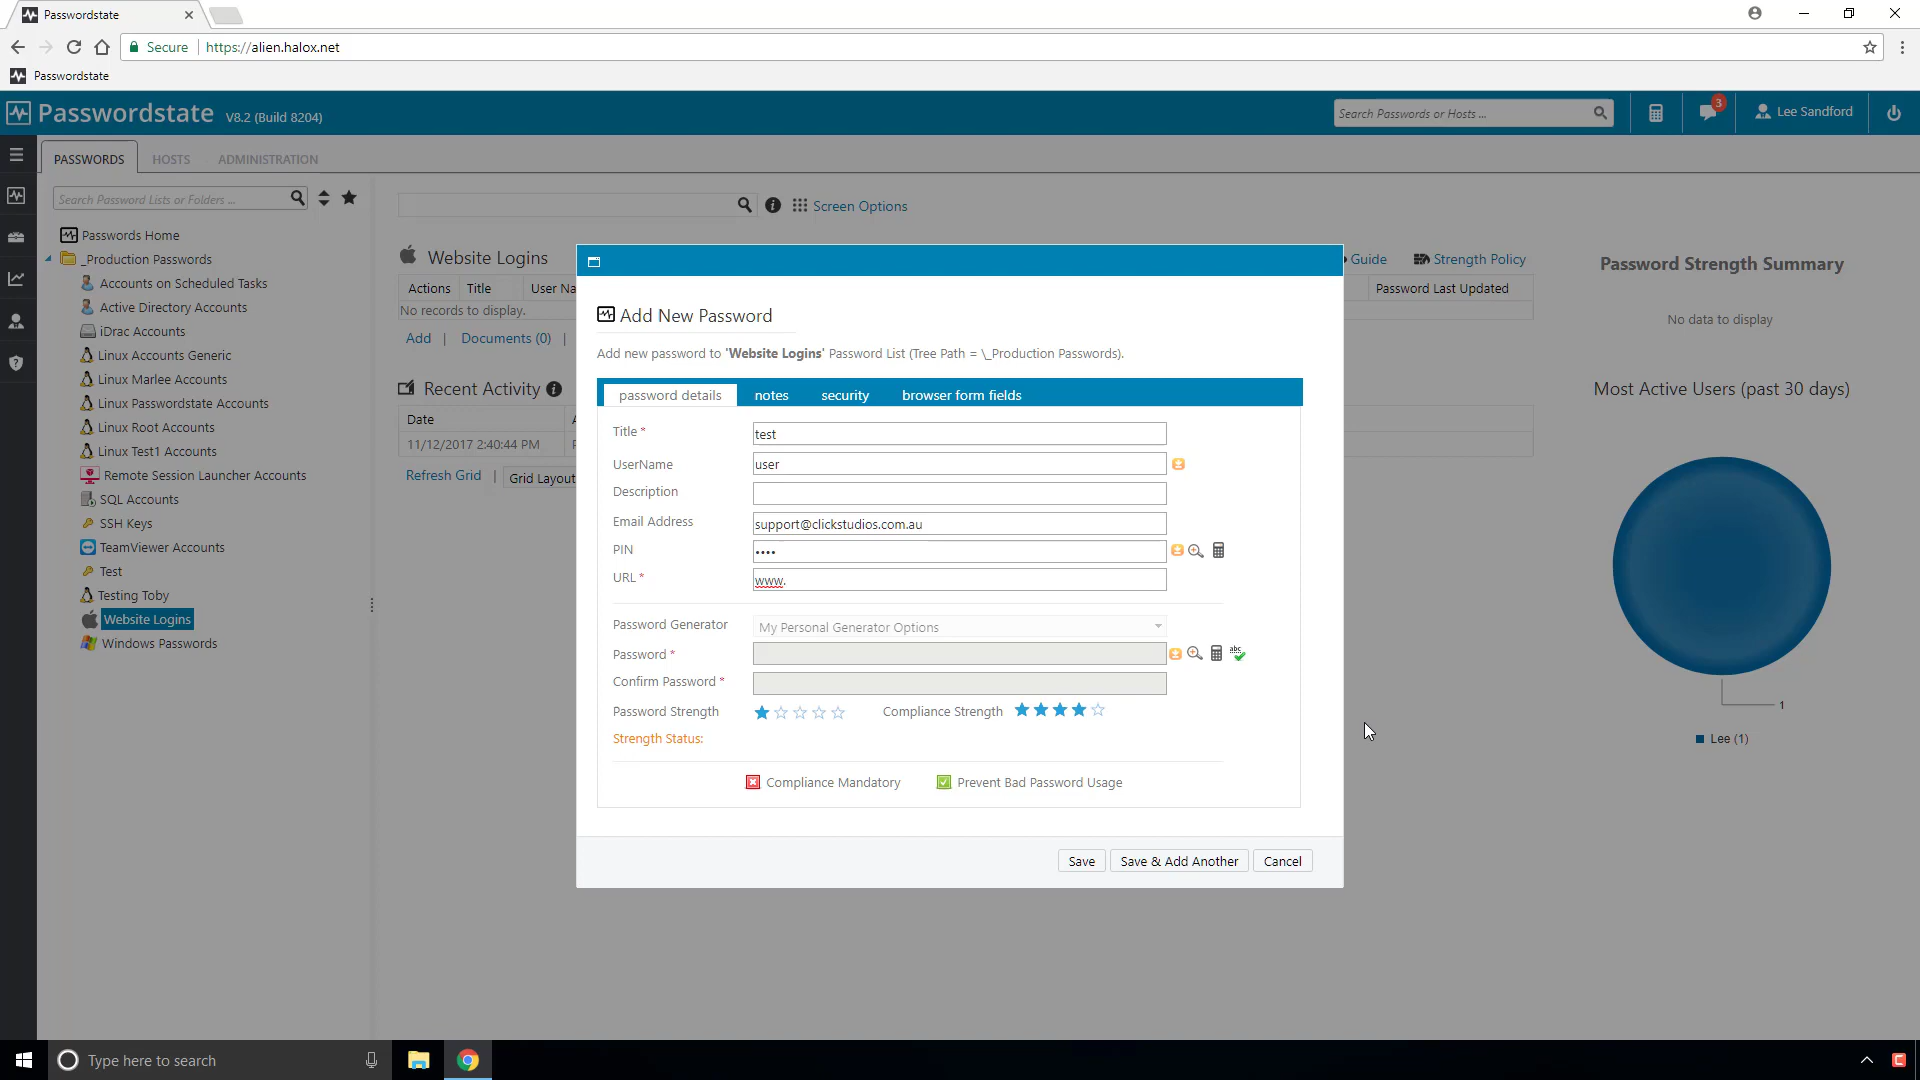 Passwordstate
Secure https://alien.halox.net
Passwordstate
Passwordstate V8.2 (Build 8204)
Search Passwords or Hosts ...
3
Lee Sandford
PASSWORDS HOSTS ADMINISTRATION
Search Password Lists or Folders ...
Screen Options
Passwords Home
_Production Passwords
Accounts on Scheduled Tasks
Active Directory Accounts
iDrac Accounts
Linux Accounts Generic
Linux Marlee Accounts
Linux Passwordstate Accounts
Linux Root Accounts
Linux Test1 Accounts
Remote Session Launcher Accounts
SQL Accounts
SSH Keys
TeamViewer Accounts
Test
Testing Toby
Website Logins
Windows Passwords
Website Logins
Guide Strength Policy
Actions Title User Na
Password Last Updated
No records to display.
Add | Documents (0) |
Recent Activity
Date
11/12/2017 2:40:44 PM
Refresh Grid | Grid Layout
Add New Password
Add new password to 'Website Logins' Password List (Tree Path = \_Production Passwords).
password details notes security browser form fields
Title * test
UserName user
Description
Email Address support@clickstudios.com.au
PIN ••••
URL * www.
Password Generator My Personal Generator Options
Password *
abc
Confirm Password *
Password Strength Compliance Strength
Strength Status:
Compliance Mandatory Prevent Bad Password Usage
Save Save & Add Another Cancel
Password Strength Summary
No data to display
Most Active Users (past 30 days)
1
Lee (1)
Type here to search